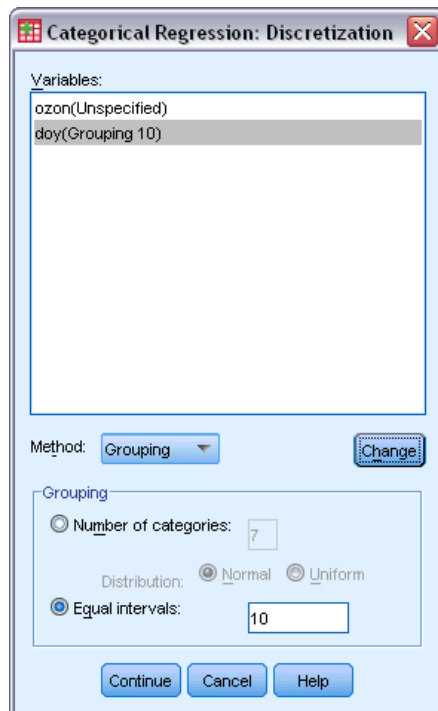 Categorical Regression: Discretization
Variables:
ozon(Unspecified)
doy(Grouping 10)
Method: Grouping Change
Grouping
Number of categories: 7
Distribution: Normal Uniform
Equal intervals: 10
Continue Cancel Help